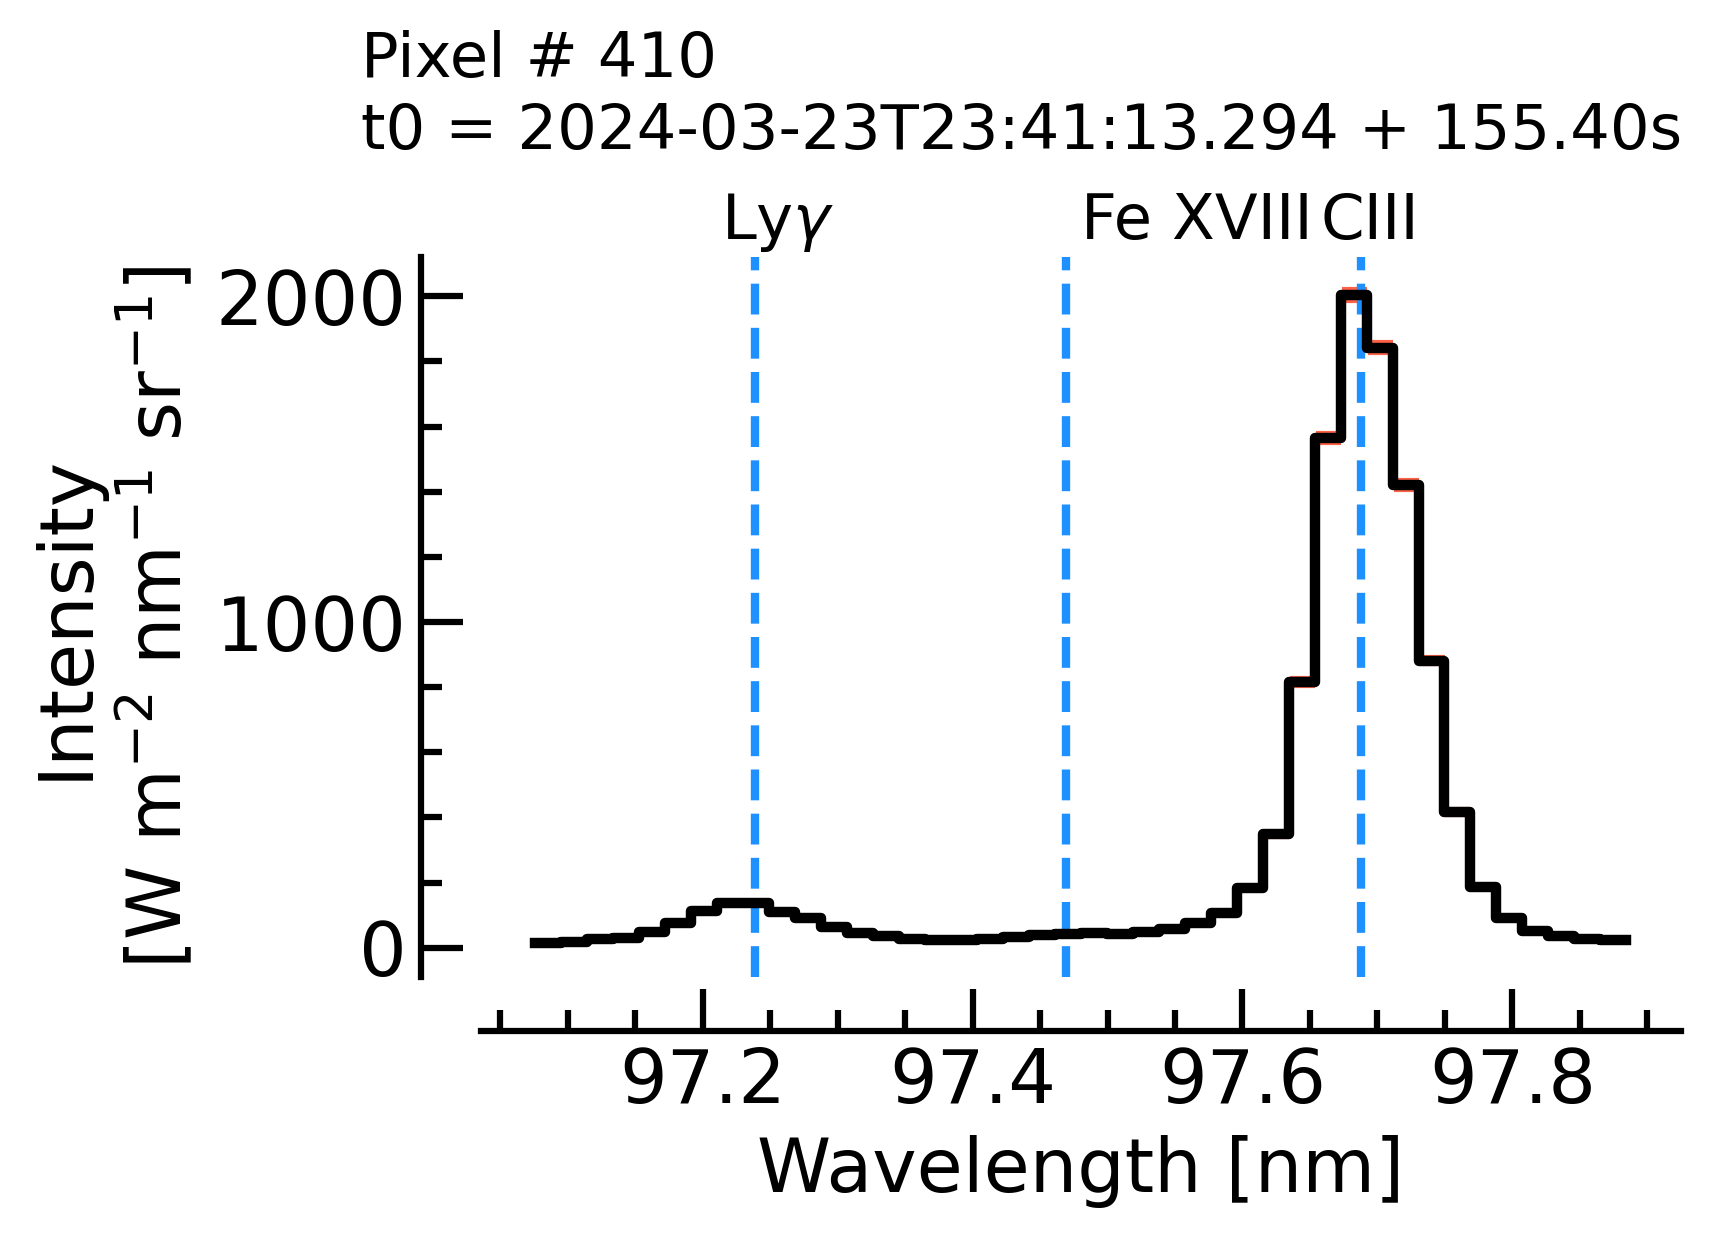 Pixel # 410
t0 = 2024-03-23T23:41:13.294 + 155.40s
Lyγ Fe XVIII CIII
Intensity
[W m⁻² nm⁻¹ sr⁻¹]
2000
1000
0
97.2 97.4 97.6 97.8
Wavelength [nm]